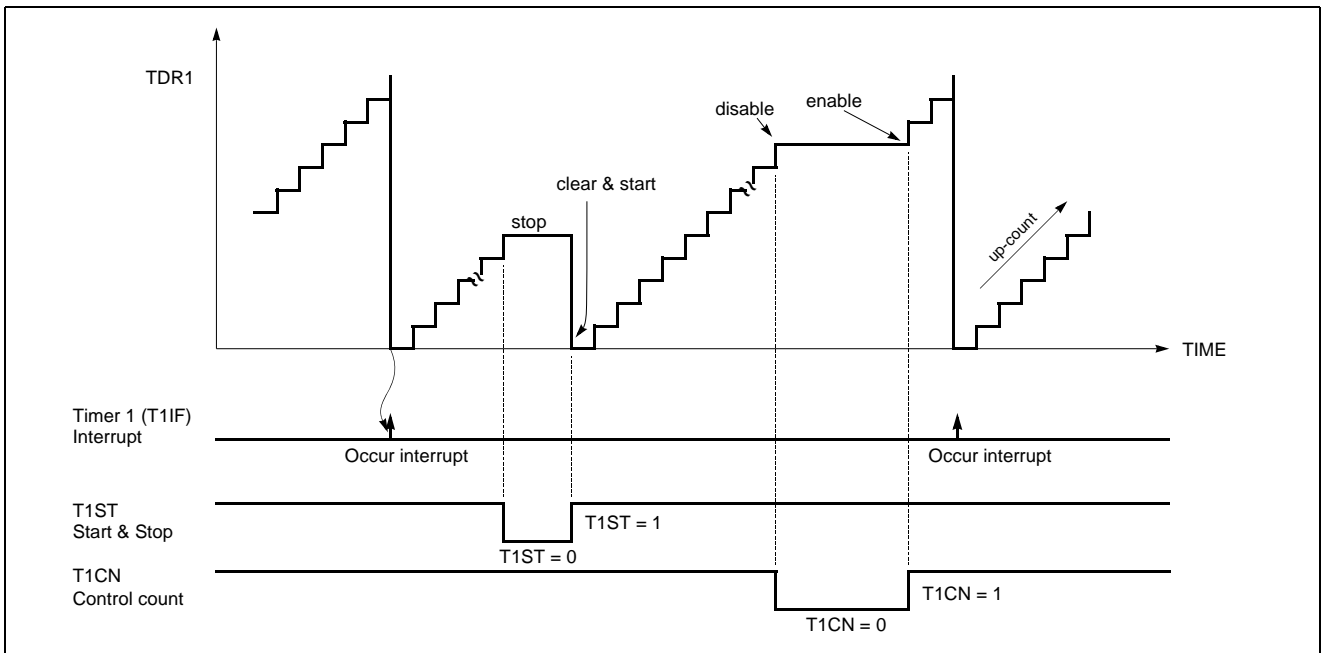 TDR1
disable
enable
clear & start
stop
up-count
TIME
Timer 1 (T1IF)
Interrupt
Occur interrupt
Occur interrupt
T1ST
Start & Stop
T1ST = 1
T1ST = 0
T1CN
Control count
T1CN = 1
T1CN = 0